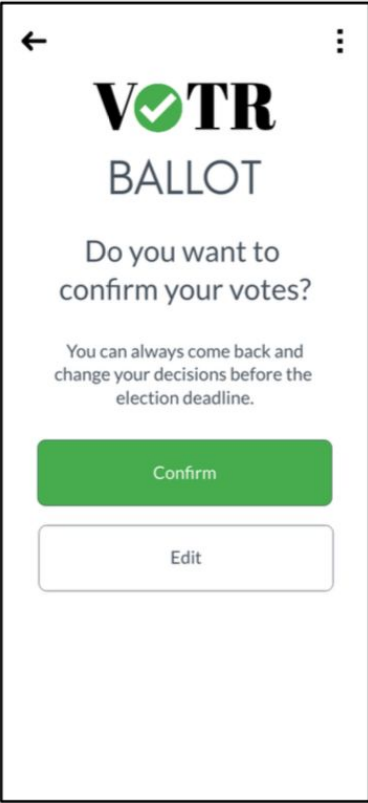 VOTR
BALLOT
Do you want to
confirm your votes?
You can always come back and
change your decisions before the
election deadline.
Confirm
Edit